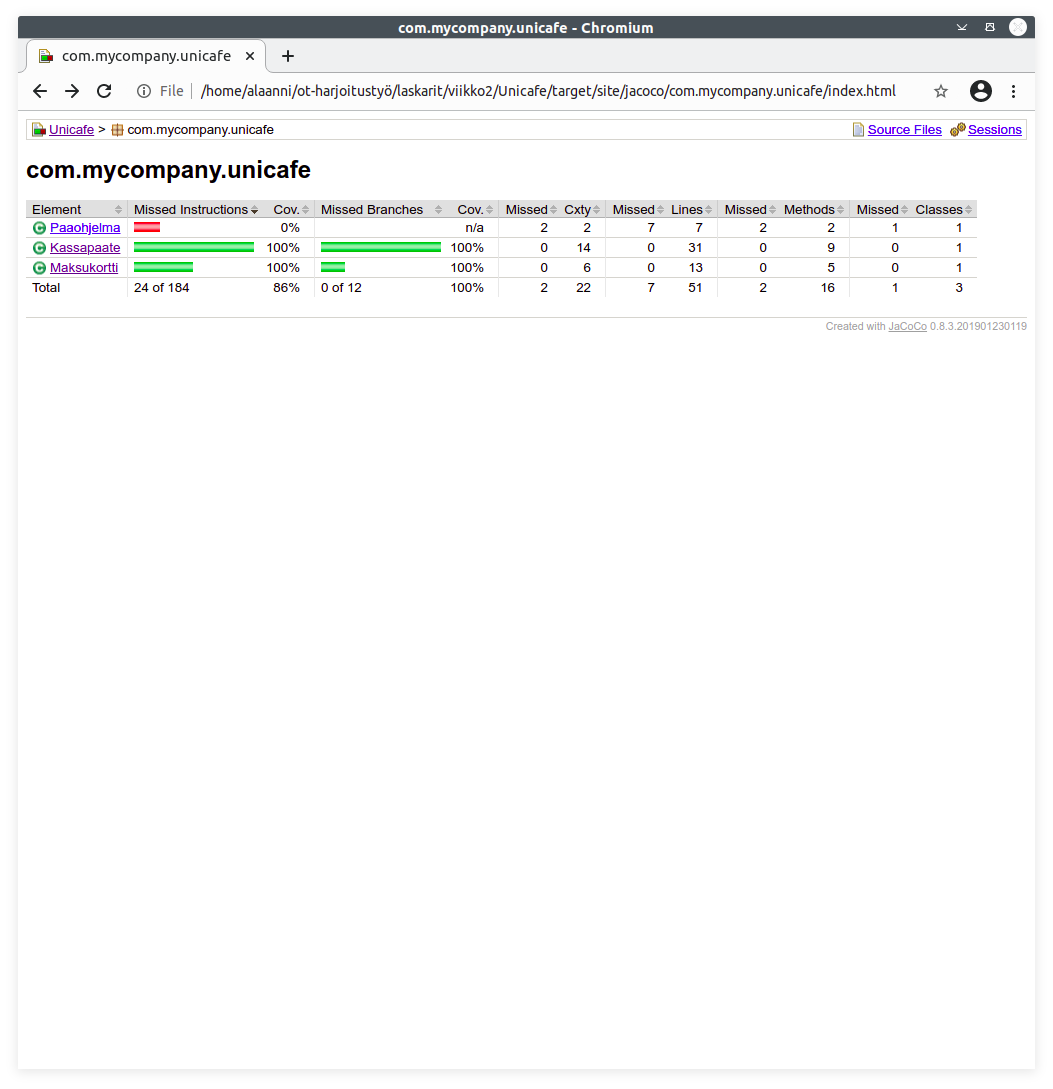 com.mycompany.unicafe - Chromium
com.mycompany.unicafe
File /home/alaanni/ot-harjoitustyö/laskarit/viikko2/Unicafe/target/site/jacoco/com.mycompany.unicafe/index.html
Unicafe > com.mycompany.unicafe Source Files Sessions
com.mycompany.unicafe
Element Missed Instructions Cov. Missed Branches Cov. Missed Cxty Missed Lines Missed Methods Missed Classes
Paaohjelma 0% n/a 2 2 7 7 2 2 1 1
Kassapaate 100% 100% 0 14 0 31 0 9 0 1
Maksukortti 100% 100% 0 6 0 13 0 5 0 1
Total 24 of 184 86% 0 of 12 100% 2 22 7 51 2 16 1 3
Created with JaCoCo 0.8.3.201901230119